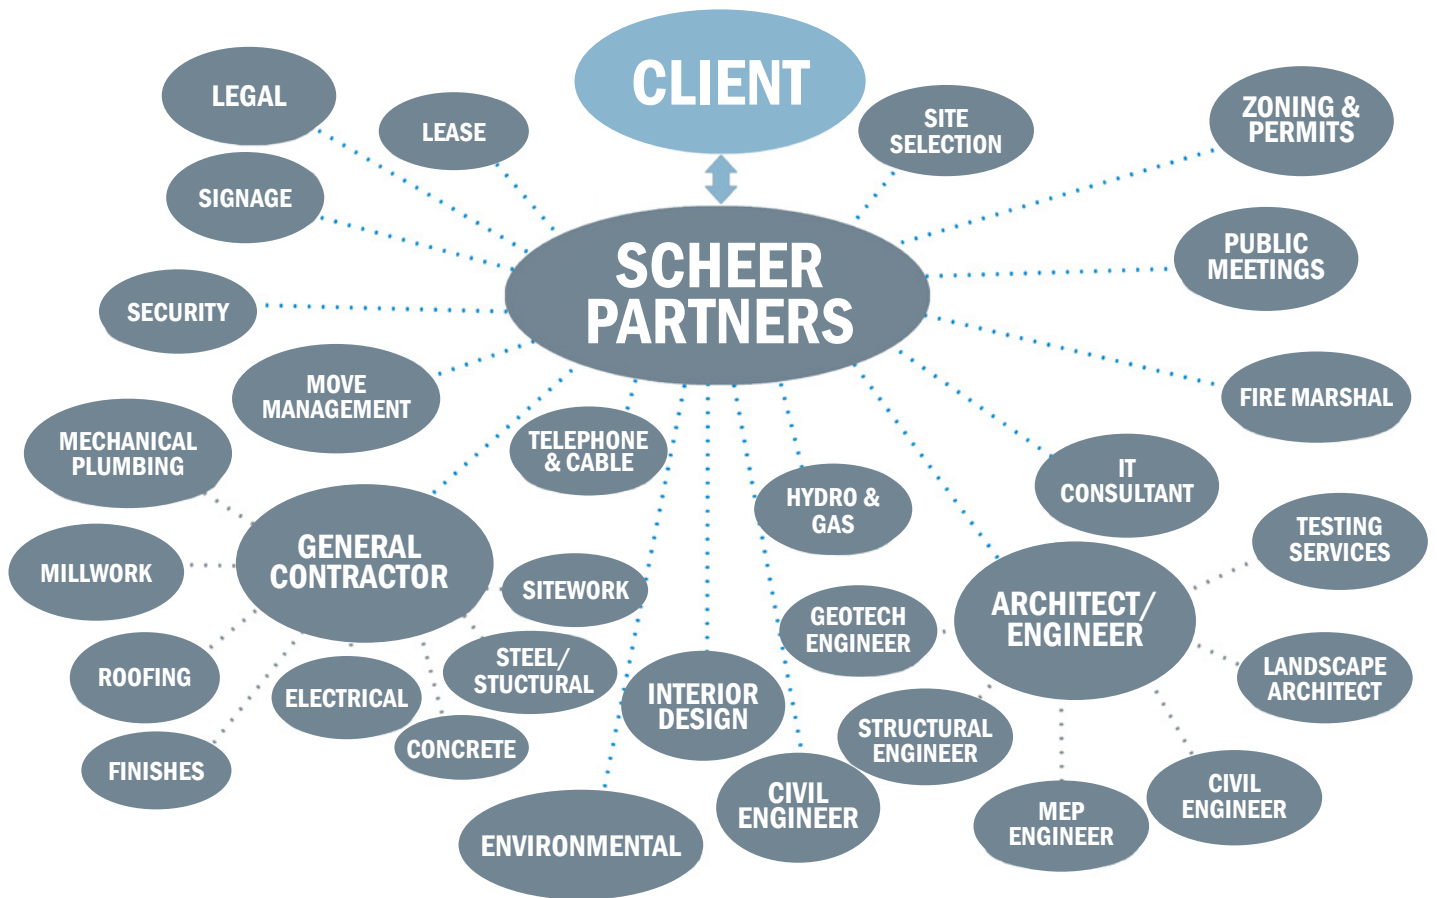 CLIENT
LEGAL
LEASE
SITE
SELECTION
ZONING &
PERMITS
SIGNAGE
SCHEER
PARTNERS
PUBLIC
MEETINGS
SECURITY
MOVE
MANAGEMENT
FIRE MARSHAL
MECHANICAL
PLUMBING
TELEPHONE
& CABLE
IT
CONSULTANT
HYDRO &
GAS
GENERAL
CONTRACTOR
TESTING
SERVICES
MILLWORK
SITEWORK
GEOTECH
ENGINEER
ARCHITECT/
ENGINEER
ROOFING
ELECTRICAL
STEEL/
STUCTURAL
INTERIOR
DESIGN
LANDSCAPE
ARCHITECT
STRUCTURAL
ENGINEER
CONCRETE
FINISHES
CIVIL
ENGINEER
CIVIL
ENGINEER
MEP
ENGINEER
ENVIRONMENTAL